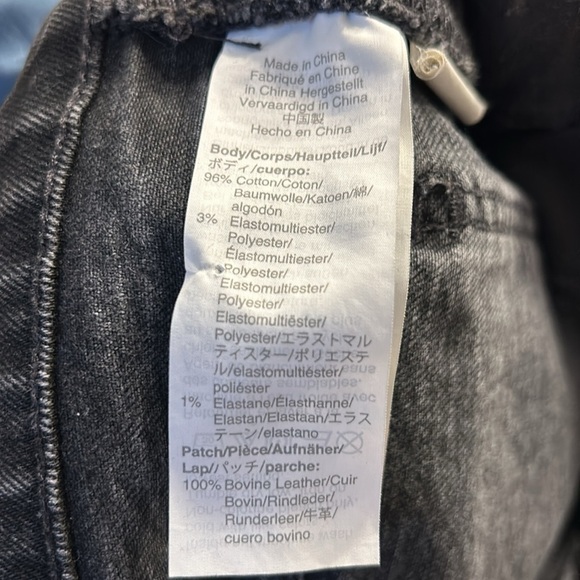 Made in China
Fabriqué en Chine
in China Hergestellt
Vervaardigd in China
中国製
Hecho en China
Body/Corps/Hauptteil/Lijf/
ボディ/cuerpo:
96% Cotton/Coton/
Baumwolle/Katoen/綿/
algodón
3% Elastomultiester/
Polyester/
Élastomultiester/
Polyester/
Elastomultiester/
Polyester/
Elastomultiëster/
Polyester/エラストマル
ティスター/ポリエステ
ル/elastomultiéster/
poliéster
1% Elastane/Élasthanne/
Elastan/Elastaan/エラス
テーン/elastano
Patch/Pièce/Aufnäher/
Lap/パッチ/parche:
100% Bovine Leather/Cuir
Bovin/Rindleder/
Runderleer/牛革/
cuero bovino